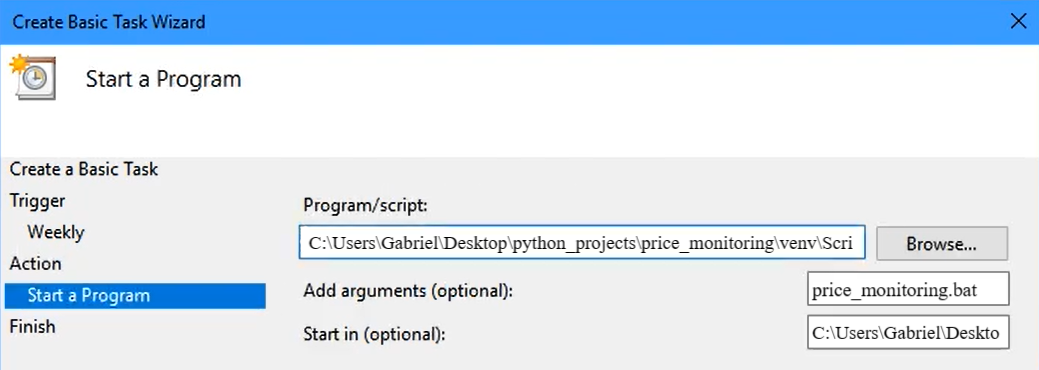 Create Basic Task Wizard
Start a Program
Create a Basic Task
Trigger
Weekly
Action
Start a Program
Finish
Program/script:
C:\Users\Gabriel\Desktop\python_projects\price_monitoring\venv\Scri
Browse...
Add arguments (optional):
price_monitoring.bat
Start in (optional):
C:\Users\Gabriel\Deskto